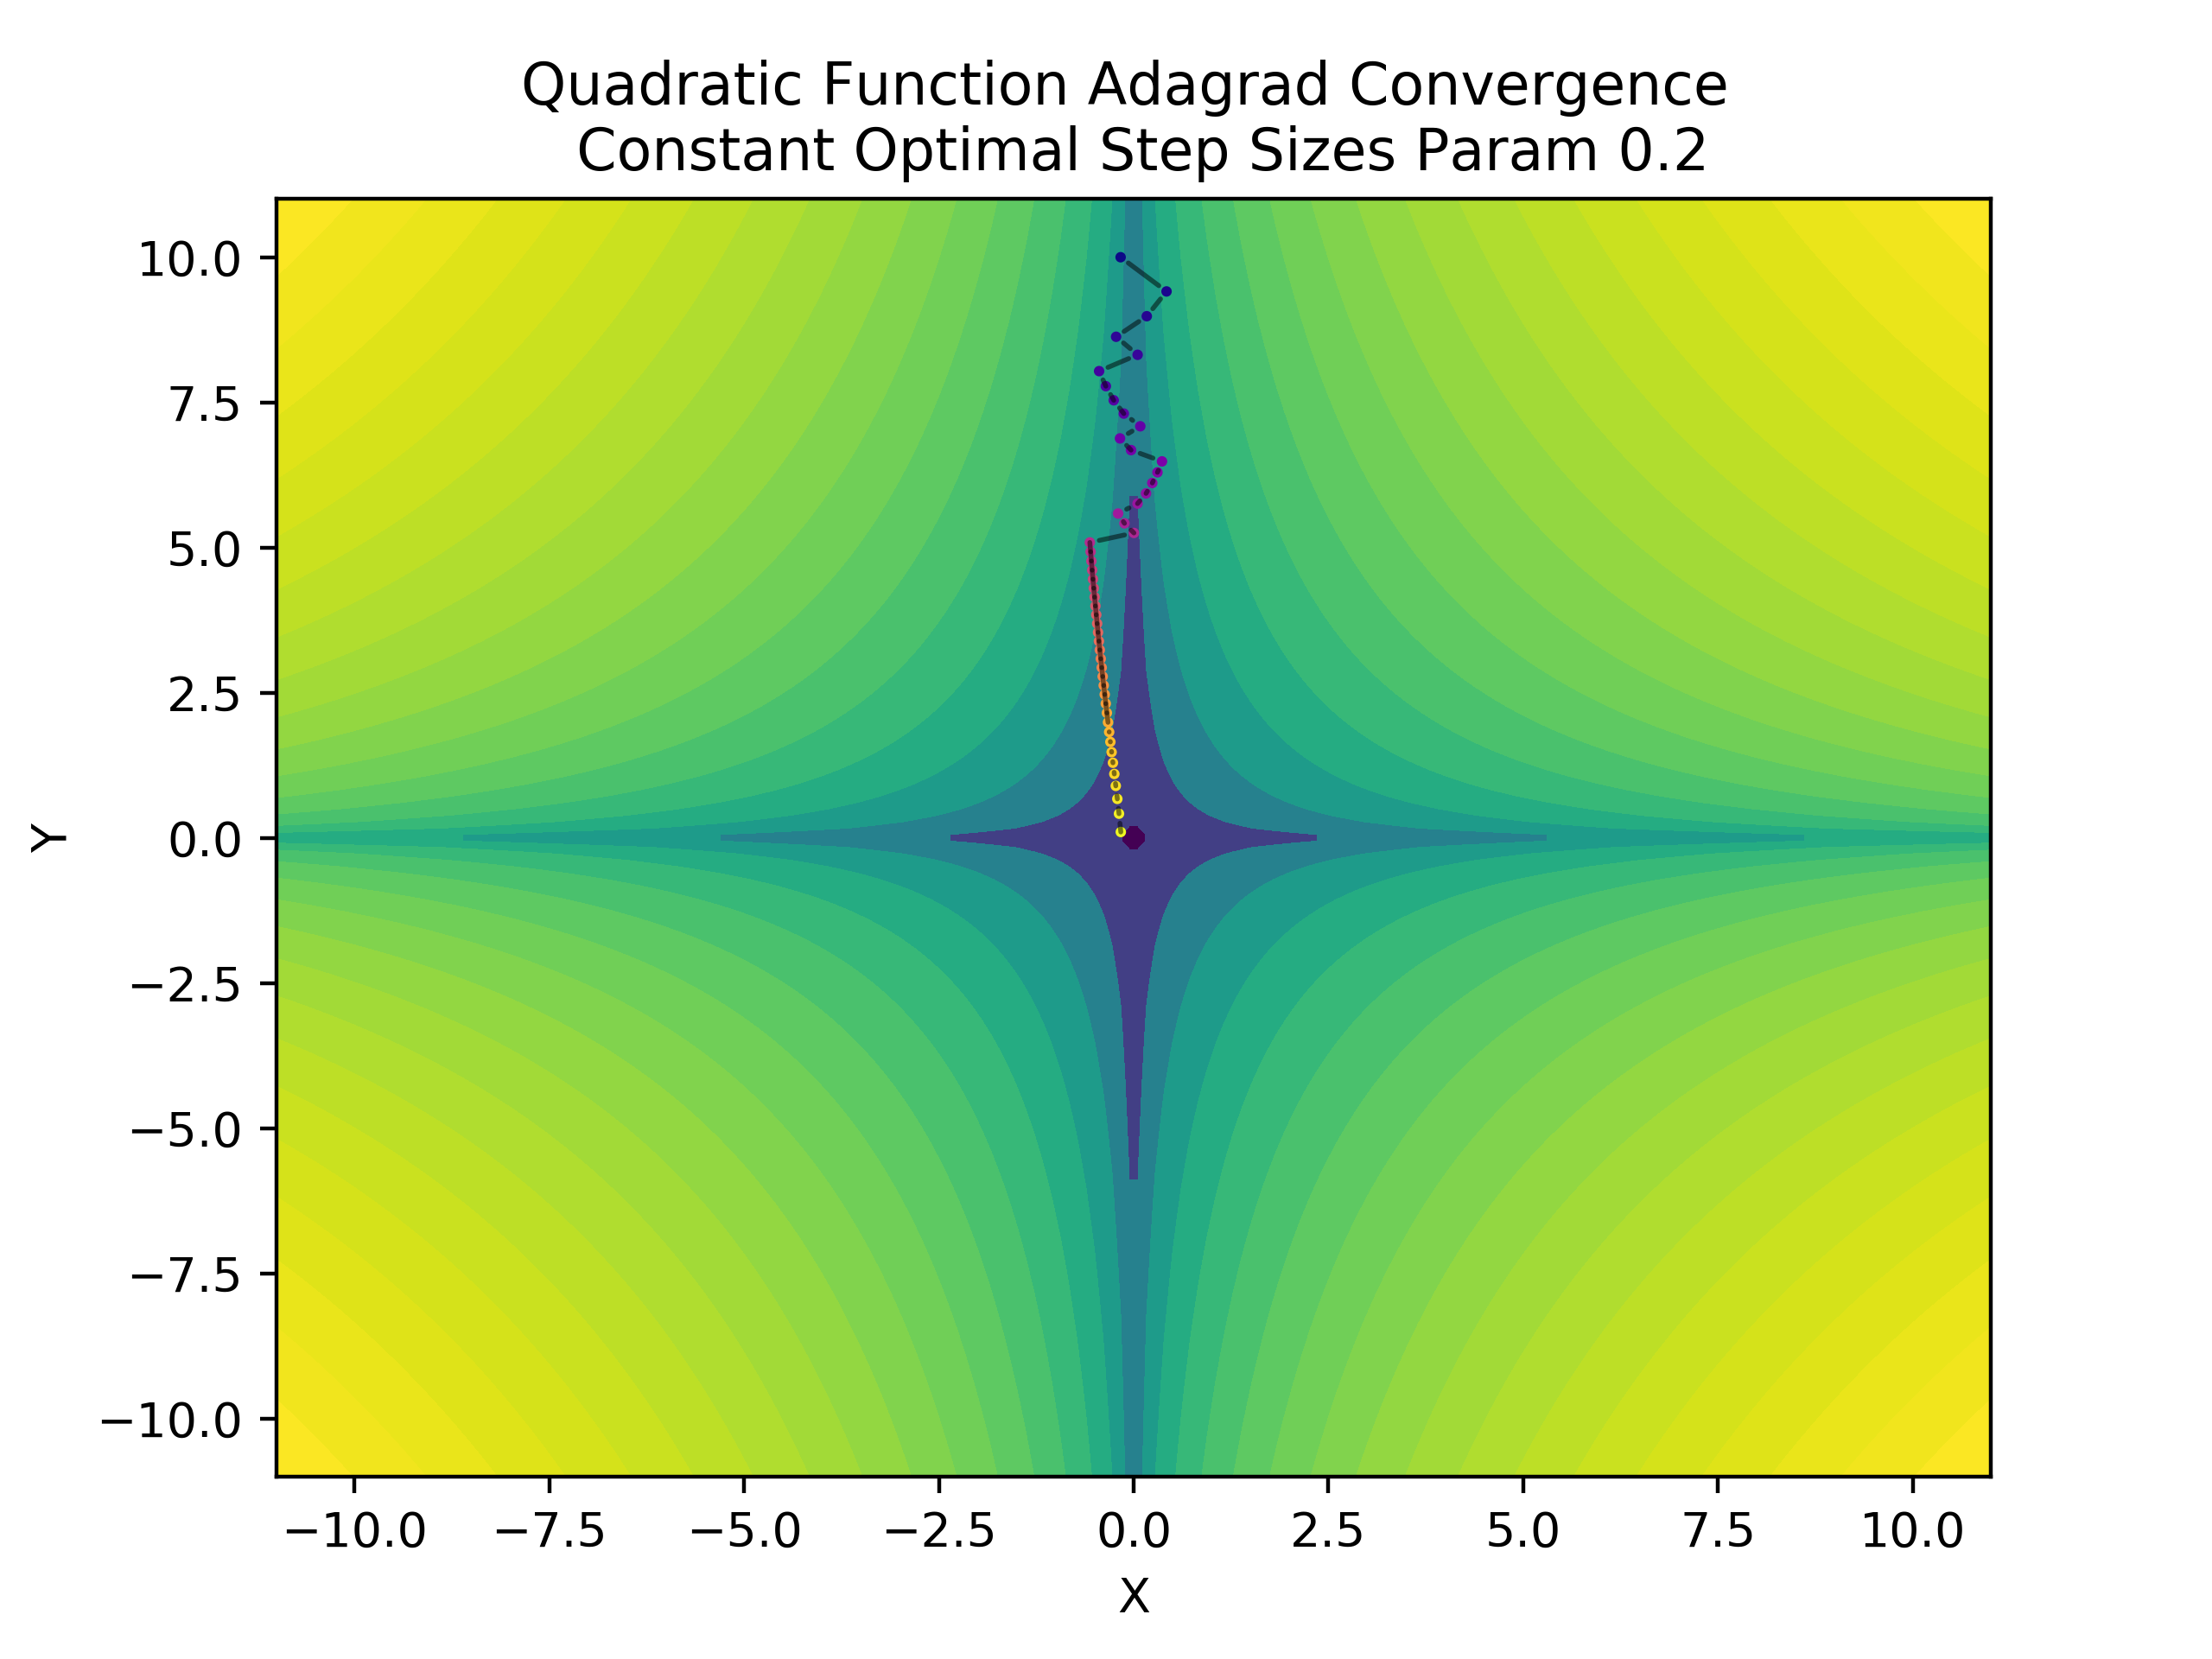 Quadratic Function Adagrad Convergence
Constant Optimal Step Sizes Param 0.2
10.0
7.5
5.0
2.5
0.0
−2.5
−5.0
−7.5
−10.0
Y
−10.0 −7.5 −5.0 −2.5 0.0 2.5 5.0 7.5 10.0
X